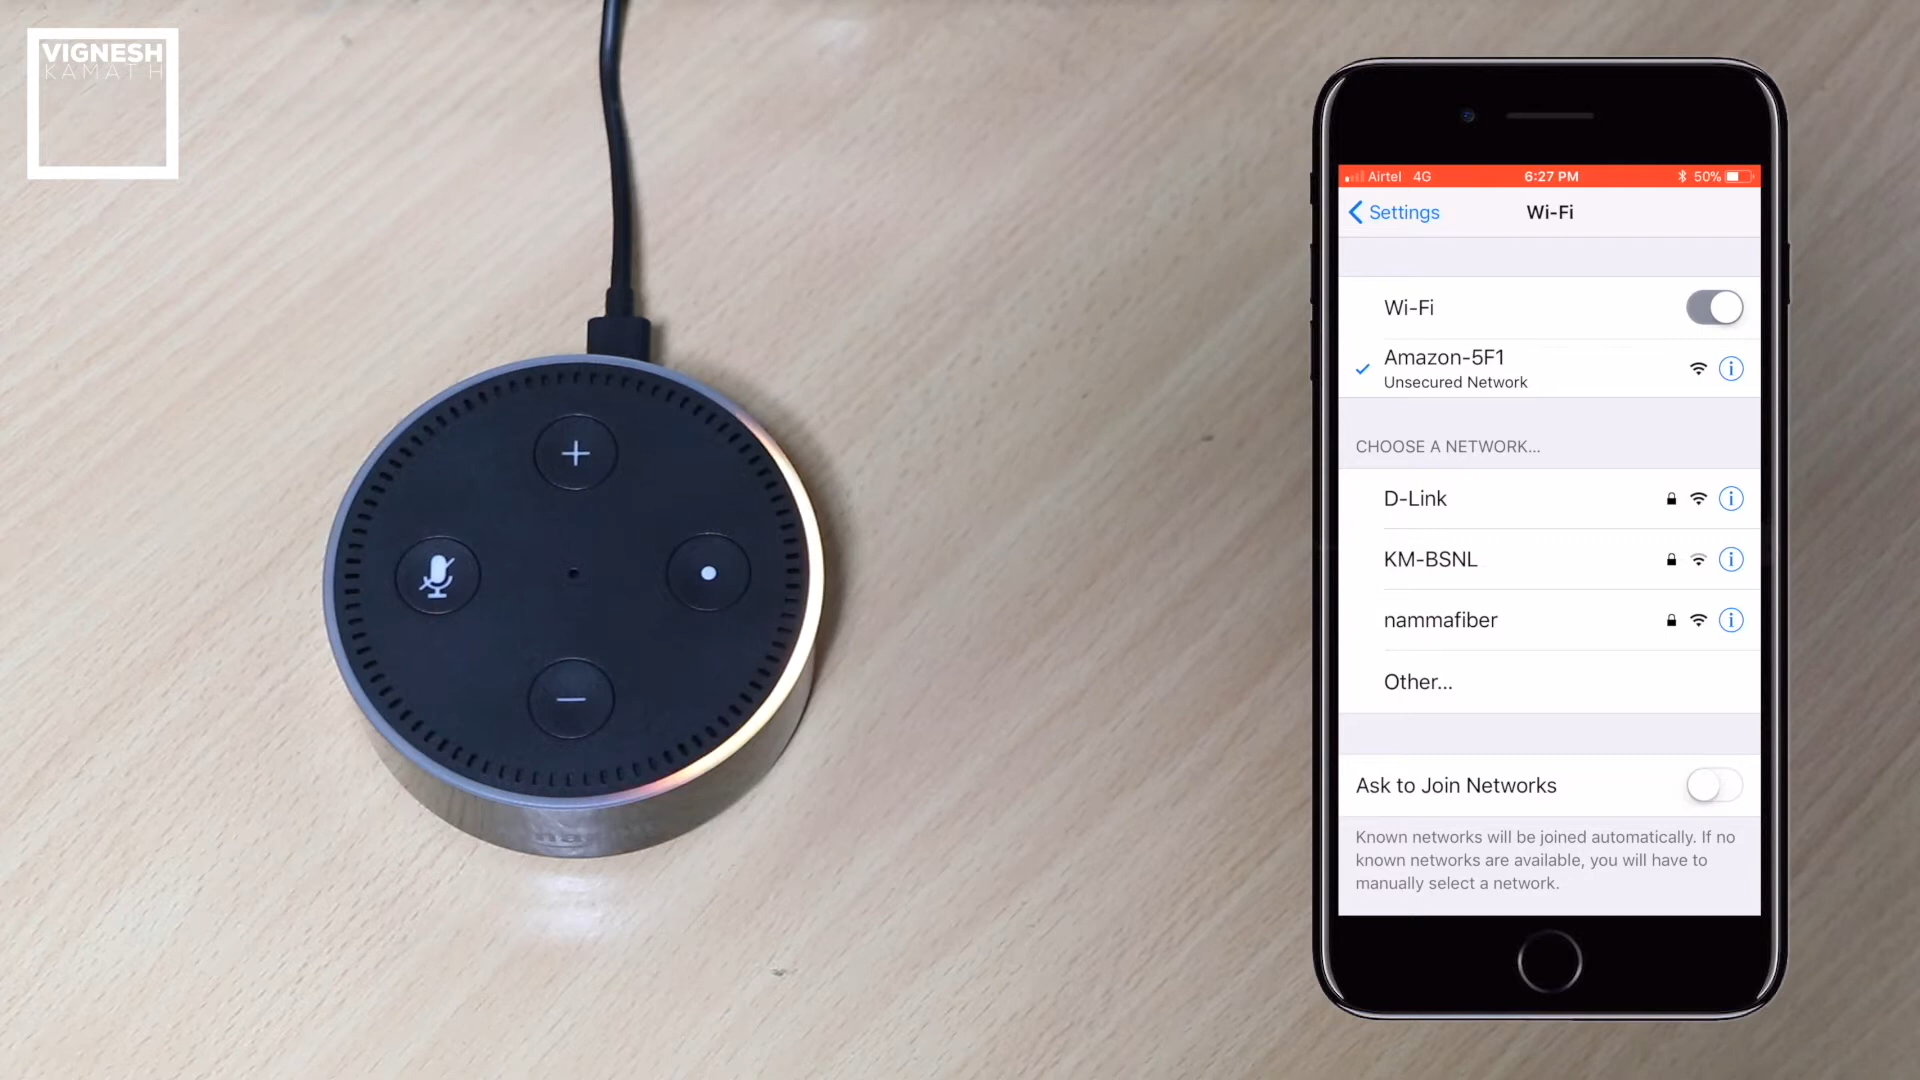 VIGNESH
KAMATH
Airtel 4G 6:27 PM 50%
Settings Wi-Fi
Wi-Fi
Amazon-5F1
Unsecured Network
CHOOSE A NETWORK...
D-Link
KM-BSNL
nammafiber
Other...
Ask to Join Networks
Known networks will be joined automatically. If no
known networks are available, you will have to
manually select a network.